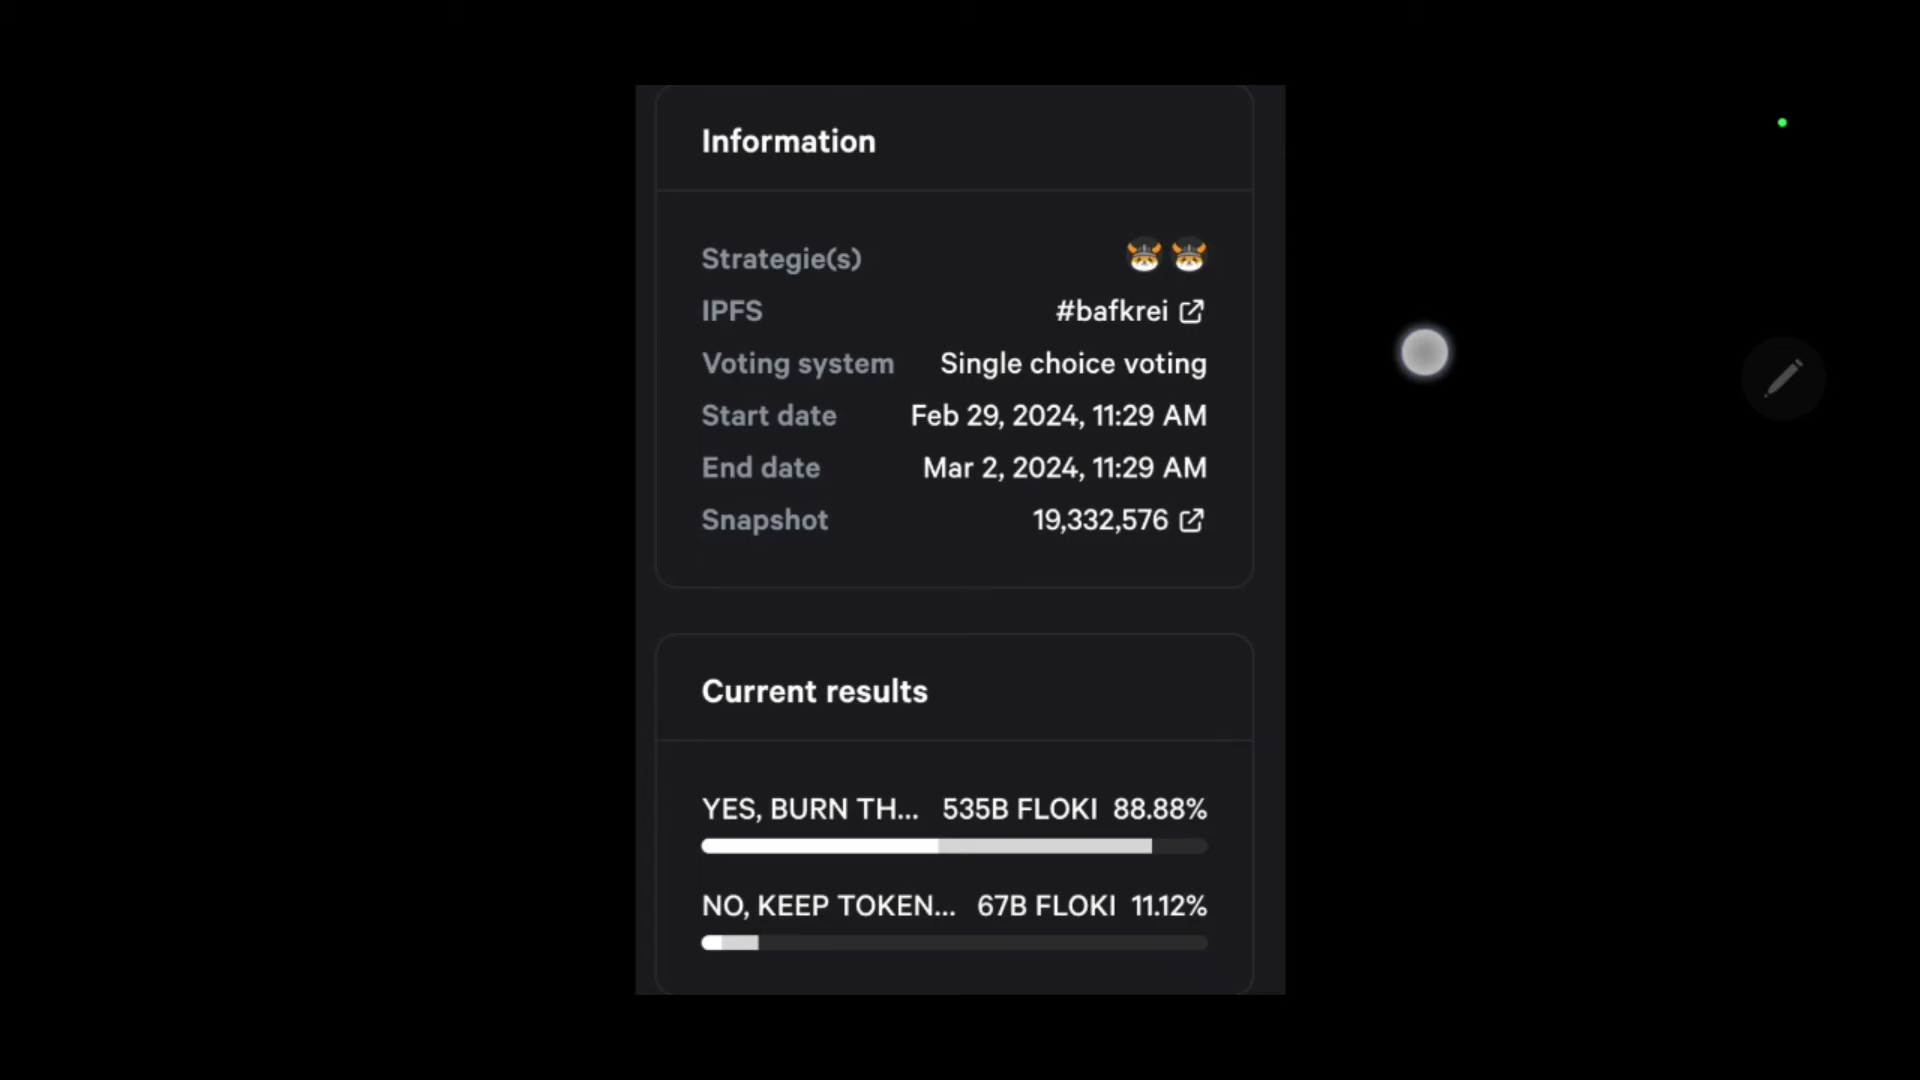 Information
Strategie(s)
IPFS #bafkrei
Voting system Single choice voting
Start date Feb 29, 2024, 11:29 AM
End date Mar 2, 2024, 11:29 AM
Snapshot 19,332,576
Current results
YES, BURN TH... 535B FLOKI 88.88%
NO, KEEP TOKEN... 67B FLOKI 11.12%